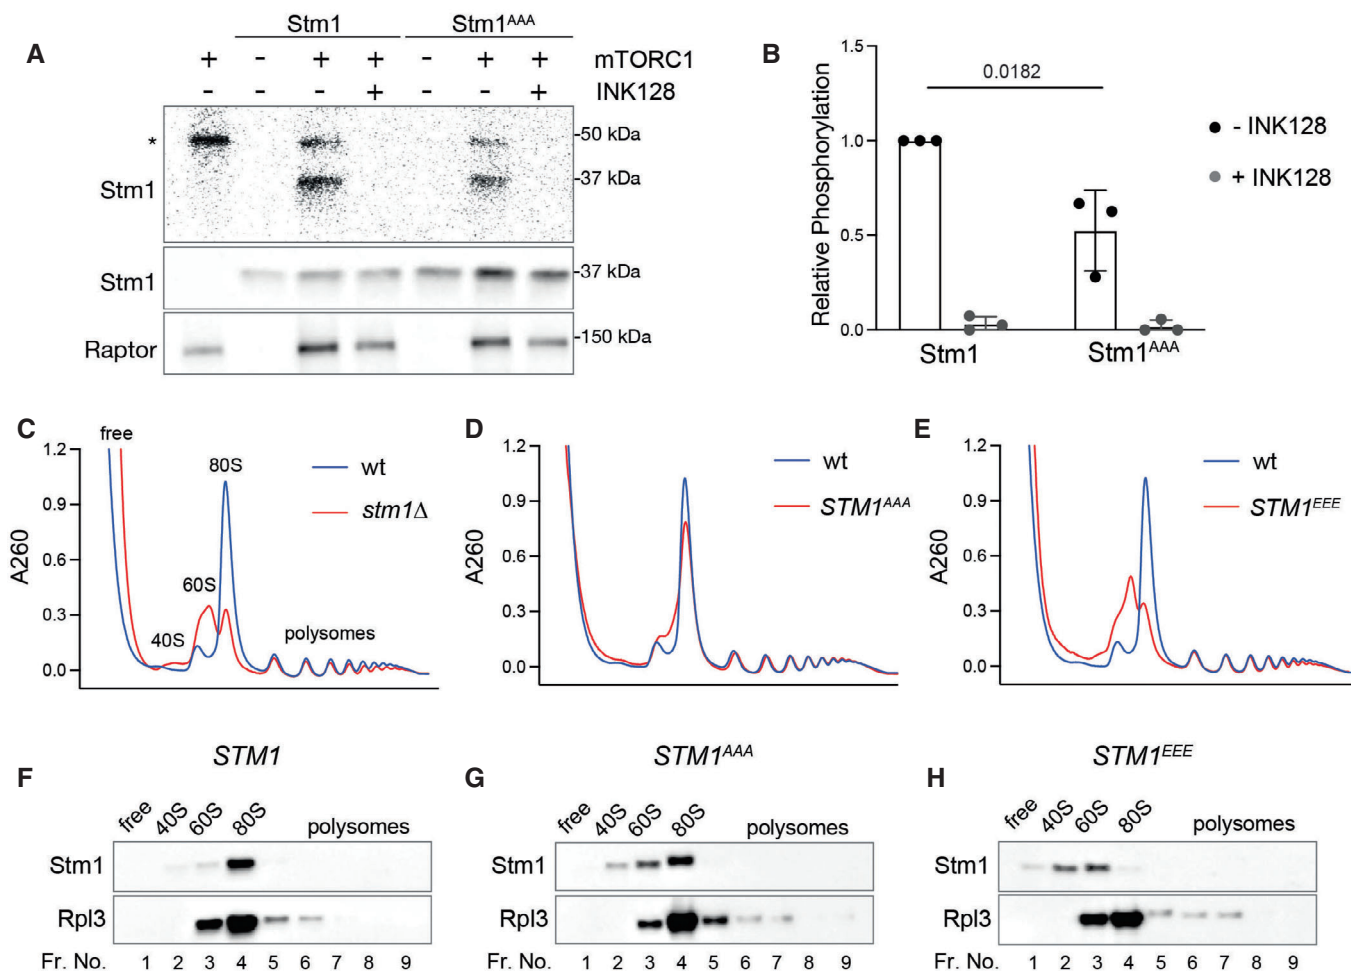 A
Stm1 Stm1AAA
+ - + + - + + mTORC1
- - - + - - + INK128
* -50 kDa
Stm1 -37 kDa
Stm1 -37 kDa
Raptor -150 kDa
B
Relative Phosphorylation
1.5
1.0
0.5
0.0
0.0182
- INK128
+ INK128
Stm1 Stm1AAA
C
free
A260
1.2
0.9
0.6
0.3
0.0
40S
60S
80S
polysomes
wt
stm1Δ
D
A260
1.2
0.9
0.6
0.3
0.0
wt
STM1AAA
E
A260
1.2
0.9
0.6
0.3
0.0
wt
STM1EEE
F
STM1
free 40S 60S 80S polysomes
Stm1
Rpl3
Fr. No. 1 2 3 4 5 6 7 8 9
G
STM1AAA
free 40S 60S 80S polysomes
Stm1
Rpl3
Fr. No. 1 2 3 4 5 6 7 8 9
H
STM1EEE
free 40S 60S 80S polysomes
Stm1
Rpl3
Fr. No. 1 2 3 4 5 6 7 8 9